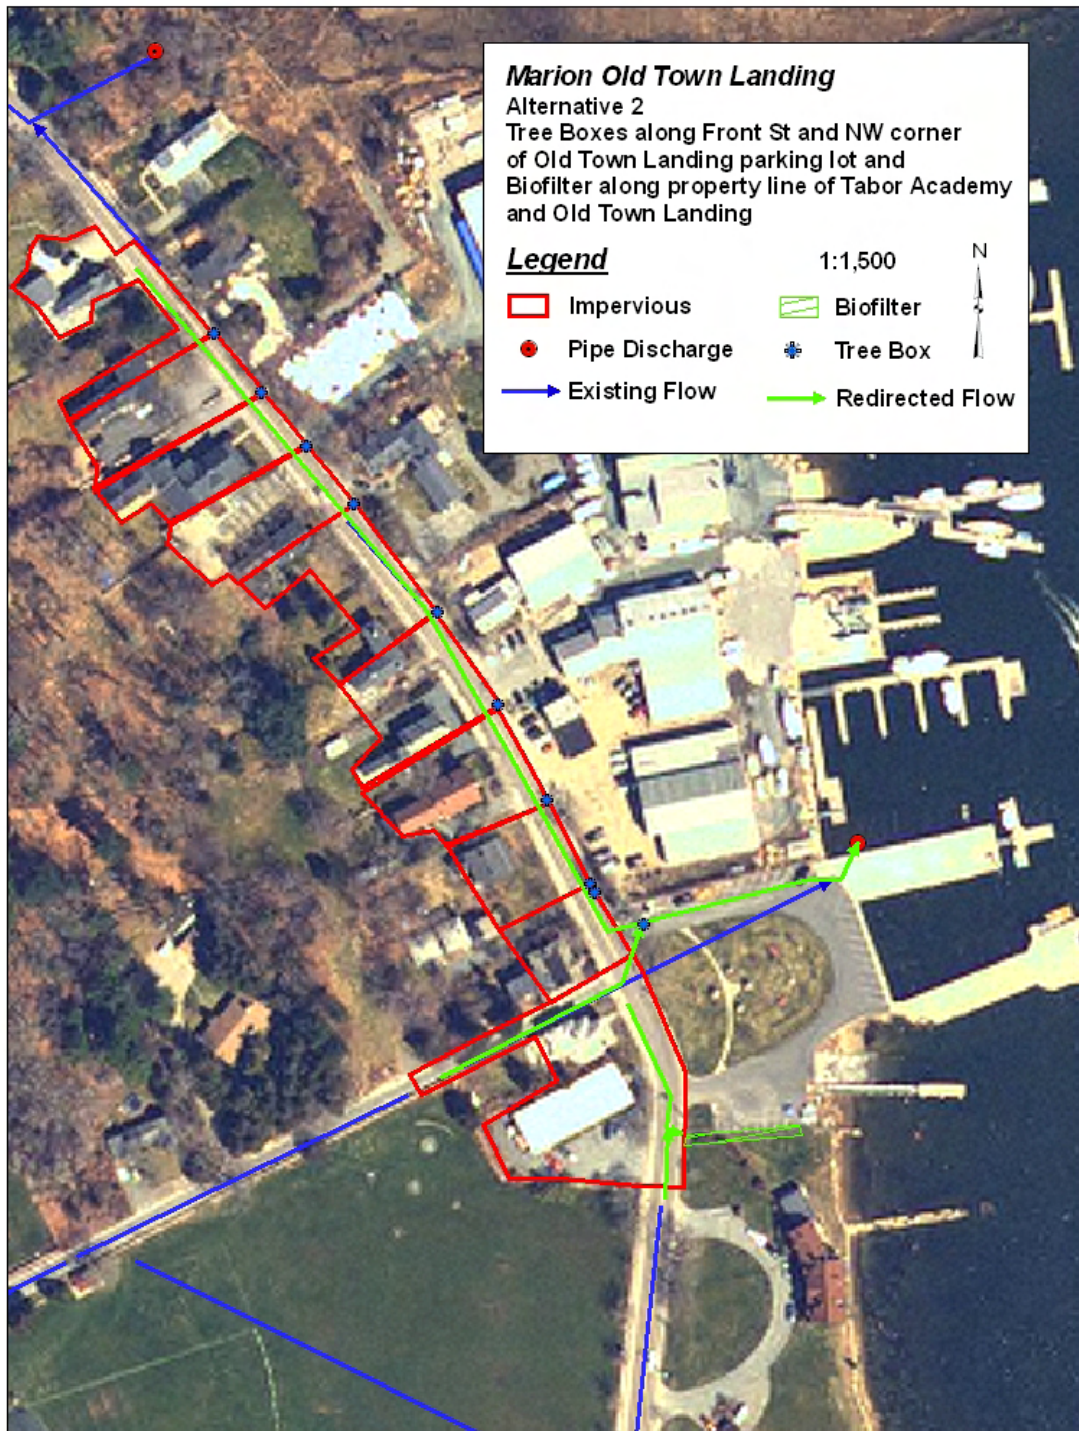 Marion Old Town Landing
Alternative 2
Tree Boxes along Front St and NW corner
of Old Town Landing parking lot and
Biofilter along property line of Tabor Academy
and Old Town Landing
Legend
1:1,500
N
Impervious
Biofilter
Pipe Discharge
Tree Box
Existing Flow
Redirected Flow